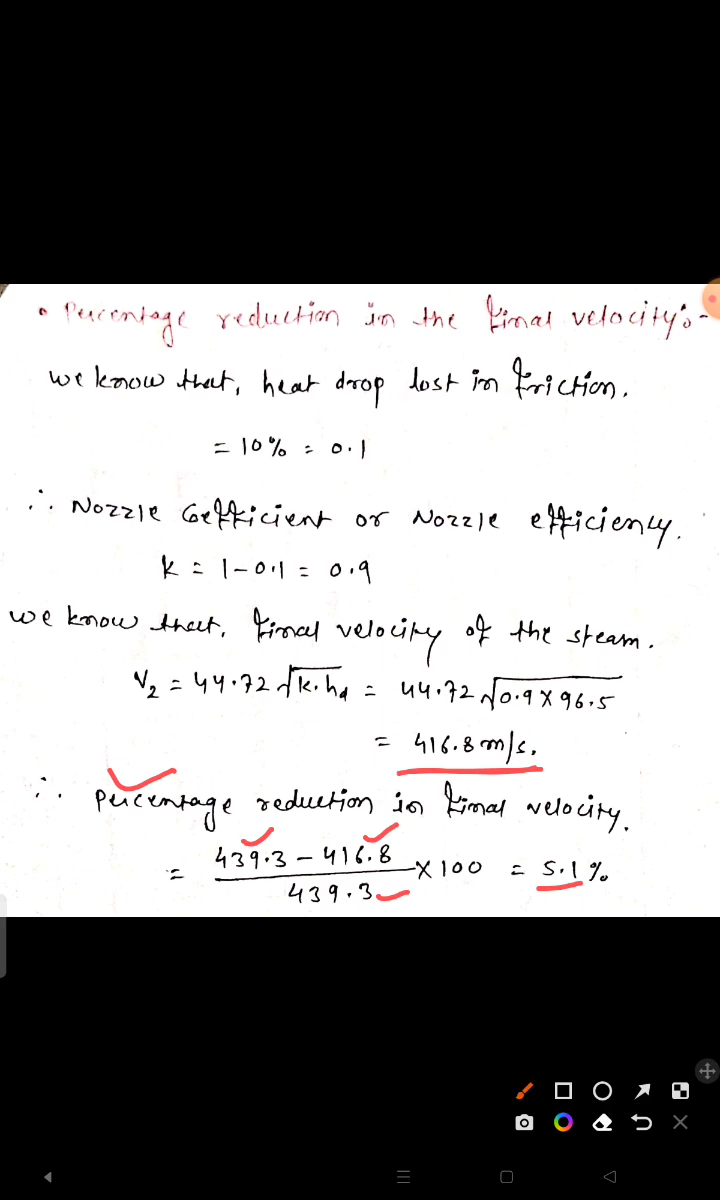 • Percentage reduction in the final velocity :-
we know that, heat drop lost in friction.
= 10% = 0.1
∴ Nozzle Coefficient or Nozzle efficiency.
k = 1-0.1 = 0.9
we know that, final velocity of the steam.
V₂ = 44.72 √k.hd = 44.72 √0.9 X 96.5
= 416.8 m/s.
∴ percentage reduction in final velocity.
= 439.3 - 416.8 / 439.3 X 100 = 5.1 %